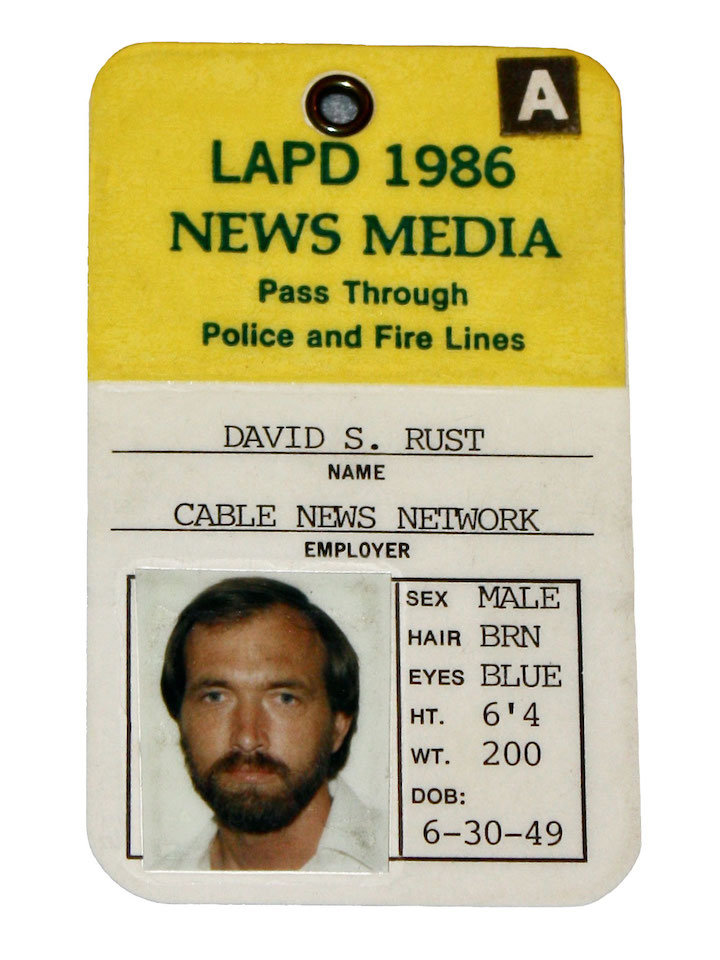 A
LAPD 1986
NEWS MEDIA
Pass Through
Police and Fire Lines
DAVID S. RUST
NAME
CABLE NEWS NETWORK
EMPLOYER
SEX MALE
HAIR BRN
EYES BLUE
HT. 6'4
WT. 200
DOB:
6-30-49